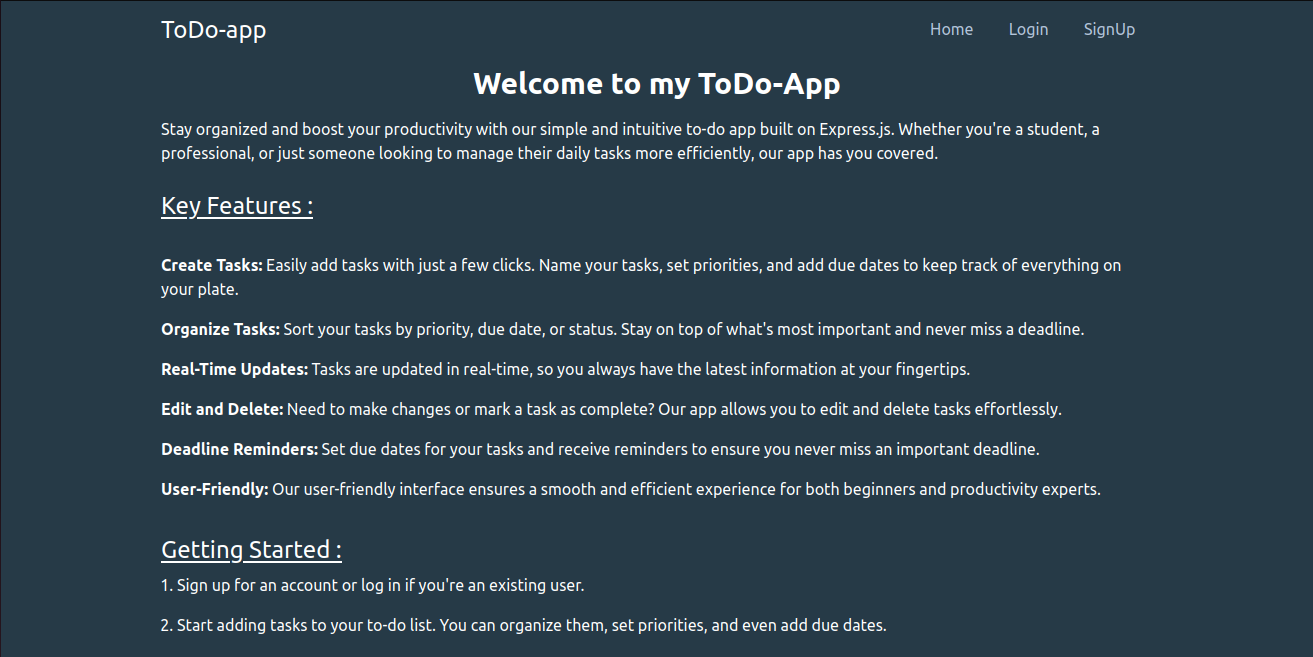 ToDo-app
Home Login SignUp
Welcome to my ToDo-App
Stay organized and boost your productivity with our simple and intuitive to-do app built on Express.js. Whether you're a student, a
professional, or just someone looking to manage their daily tasks more efficiently, our app has you covered.
Key Features :
Create Tasks: Easily add tasks with just a few clicks. Name your tasks, set priorities, and add due dates to keep track of everything on
your plate.
Organize Tasks: Sort your tasks by priority, due date, or status. Stay on top of what's most important and never miss a deadline.
Real-Time Updates: Tasks are updated in real-time, so you always have the latest information at your fingertips.
Edit and Delete: Need to make changes or mark a task as complete? Our app allows you to edit and delete tasks effortlessly.
Deadline Reminders: Set due dates for your tasks and receive reminders to ensure you never miss an important deadline.
User-Friendly: Our user-friendly interface ensures a smooth and efficient experience for both beginners and productivity experts.
Getting Started :
1. Sign up for an account or log in if you're an existing user.
2. Start adding tasks to your to-do list. You can organize them, set priorities, and even add due dates.